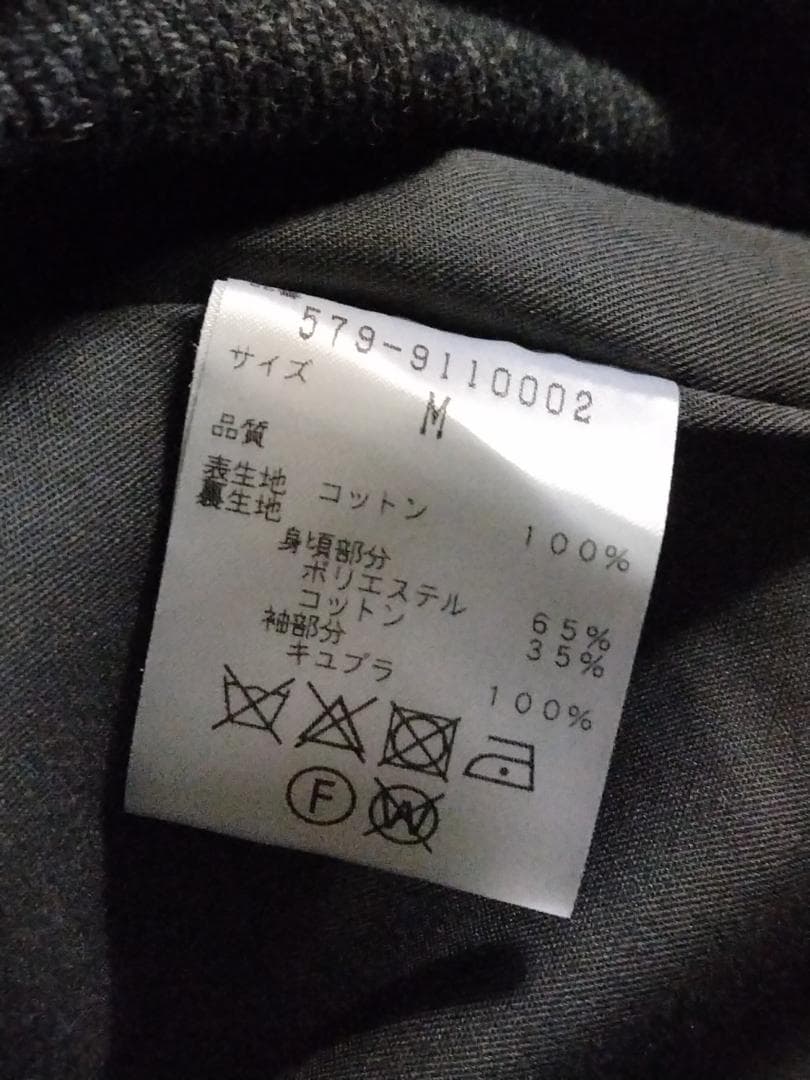 579-9110002
サイズ
M
品質
表生地 コットン 100%
裏生地
身頃部分
ポリエステル 65%
コットン 35%
袖部分
キュプラ 100%
F
W